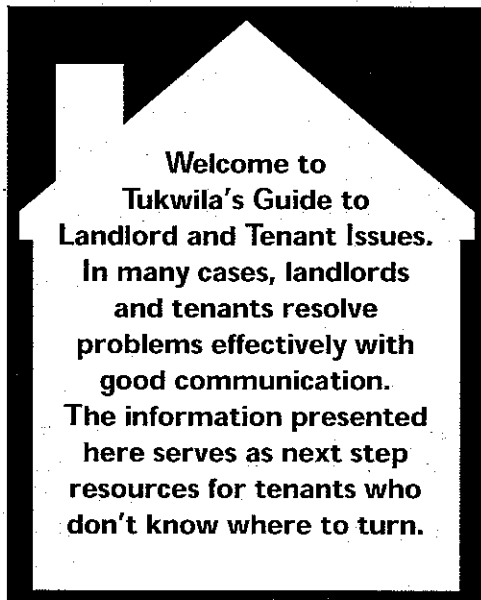 Welcome to
Tukwila's Guide to
Landlord and Tenant Issues.
In many cases, landlords
and tenants resolve
problems effectively with
good communication.
The information presented
here serves as next step
resources for tenants who
don't know where to turn.